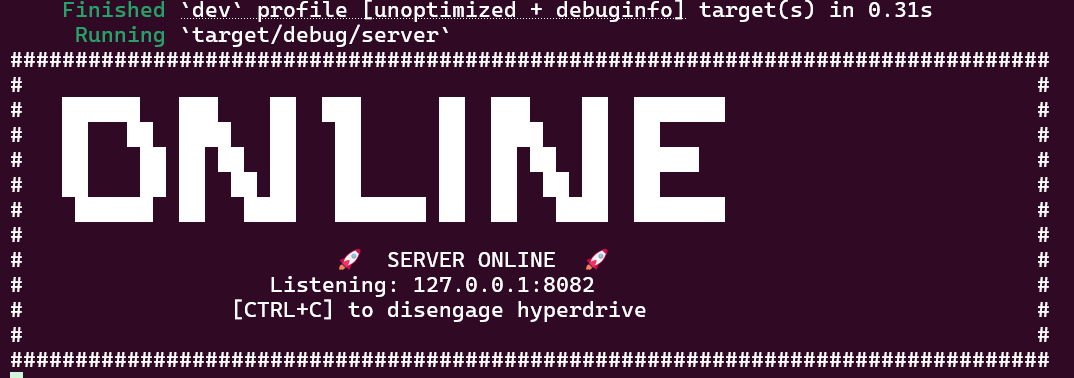 Finished `dev` profile [unoptimized + debuginfo] target(s) in 0.31s
Running `target/debug/server`
################################################################################
#                                                                              #
ONLINE
#                                                                              #
# 🚀  SERVER ONLINE  🚀 #
# Listening: 127.0.0.1:8082 #
# [CTRL+C] to disengage hyperdrive #
#                                                                              #
################################################################################